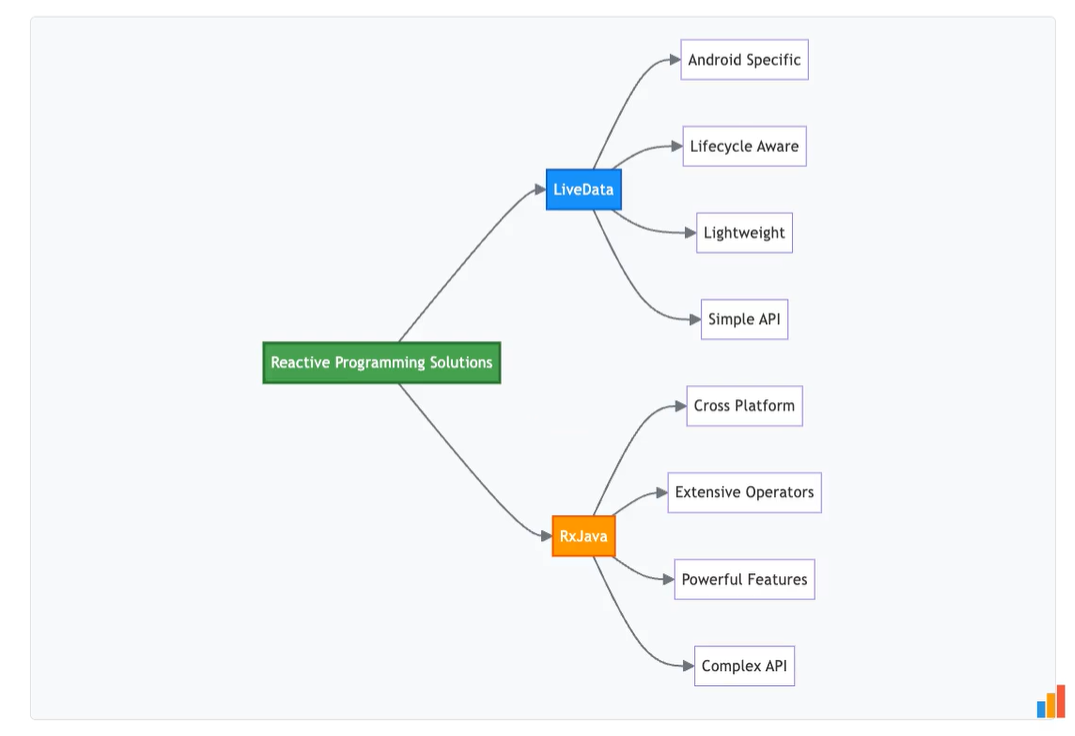 Android Specific
Lifecycle Aware
LiveData
Lightweight
Simple API
Reactive Programming Solutions
Cross Platform
Extensive Operators
RxJava
Powerful Features
Complex API